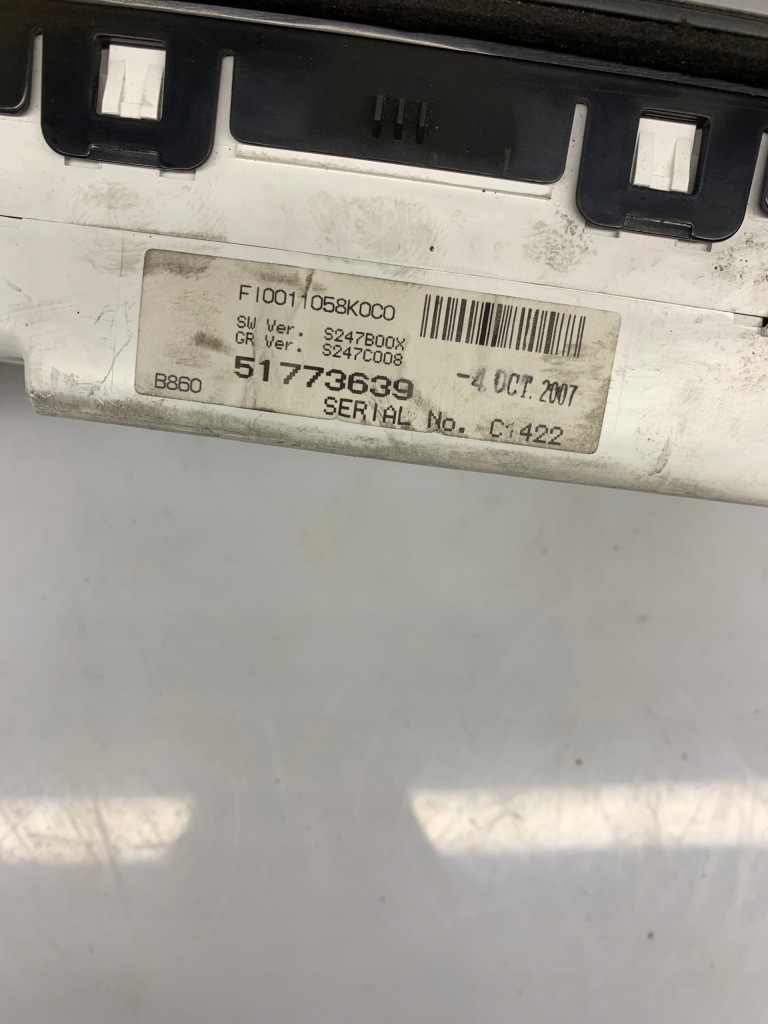 FI0011058K0C0
SW Ver. S247B00X
GR Ver. S247C008
B860 51773639 -4. OCT. 2007
SERIAL No. C1422